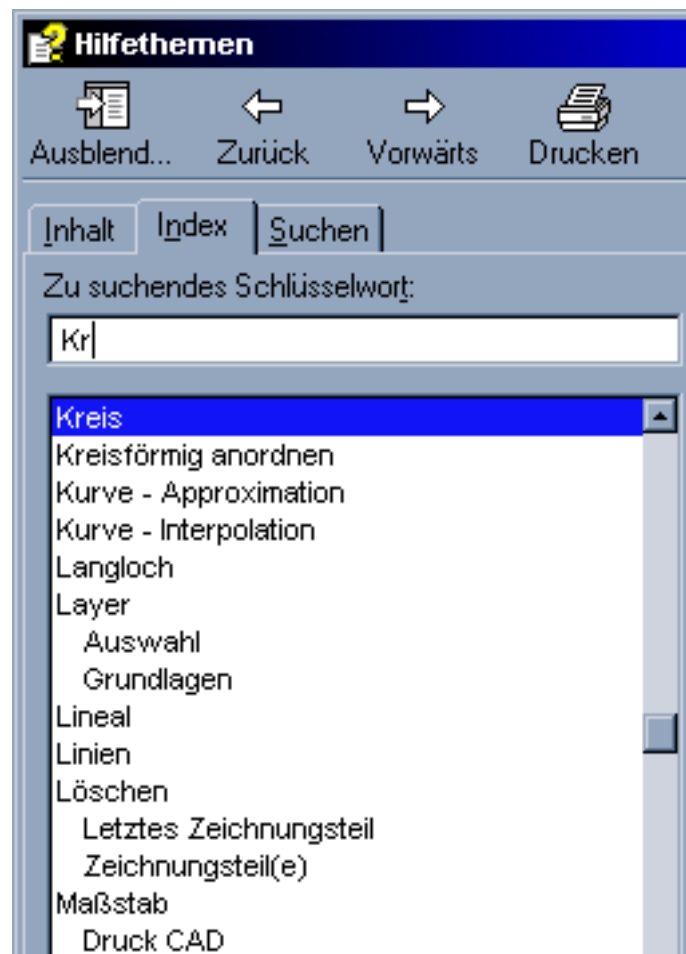 Hilfethemen
Ausblend... Zurück Vorwärts Drucken
Inhalt Index Suchen
Zu suchendes Schlüsselwort:
Kr
Kreis
Kreisförmig anordnen
Kurve - Approximation
Kurve - Interpolation
Langloch
Layer
Auswahl
Grundlagen
Lineal
Linien
Löschen
Letztes Zeichnungsteil
Zeichnungsteil(e)
Maßstab
Druck CAD